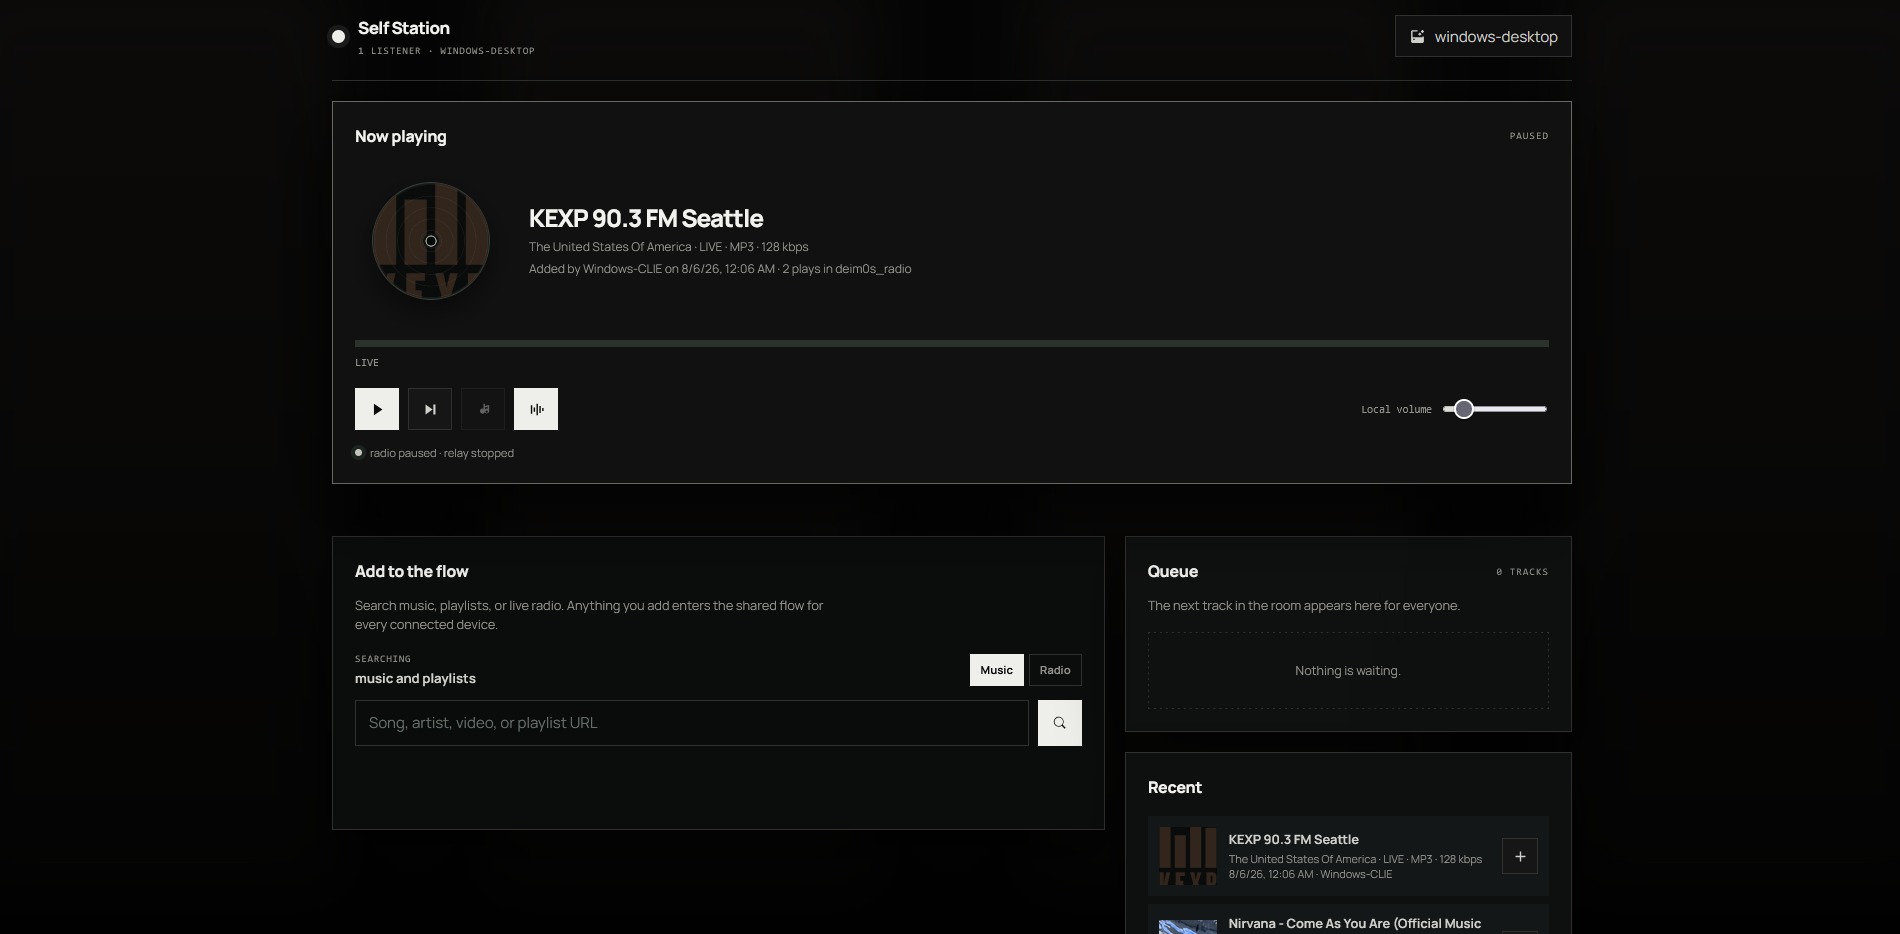 Self Station
1 LISTENER · WINDOWS-DESKTOP
windows-desktop
Now playing
PAUSED
KEXP 90.3 FM Seattle
The United States Of America · LIVE · MP3 · 128 kbps
Added by Windows-CLIE on 8/6/26, 12:06 AM · 2 plays in deim0s_radio
LIVE
Local volume
radio paused · relay stopped
Add to the flow
Search music, playlists, or live radio. Anything you add enters the shared flow for
every connected device.
SEARCHING
music and playlists
Music
Radio
Song, artist, video, or playlist URL
Queue
0 TRACKS
The next track in the room appears here for everyone.
Nothing is waiting.
Recent
KEXP
KEXP 90.3 FM Seattle
The United States Of America · LIVE · MP3 · 128 kbps
8/6/26, 12:06 AM · Windows-CLIE
Nirvana - Come As You Are (Official Music